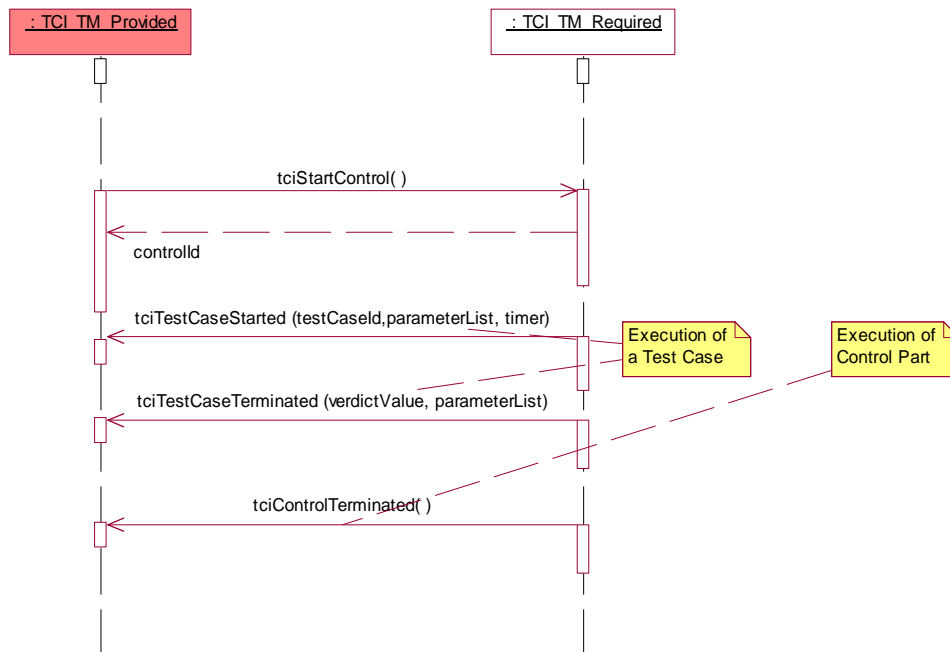 : TCI_TM_Provided
: TCI_TM_Required
tciStartControl( )
controlId
tciTestCaseStarted (testCaseId,parameterList, timer)
Execution of
a Test Case
Execution of
Control Part
tciTestCaseTerminated (verdictValue, parameterList)
tciControlTerminated( )